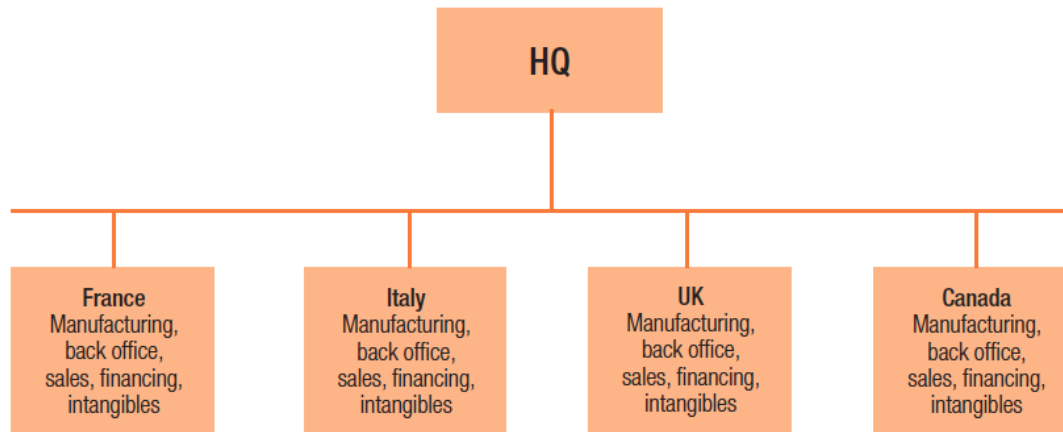 HQ
France
Manufacturing,
back office,
sales, financing,
intangibles
Italy
Manufacturing,
back office,
sales, financing,
intangibles
UK
Manufacturing,
back office,
sales, financing,
intangibles
Canada
Manufacturing,
back office,
sales, financing,
intangibles